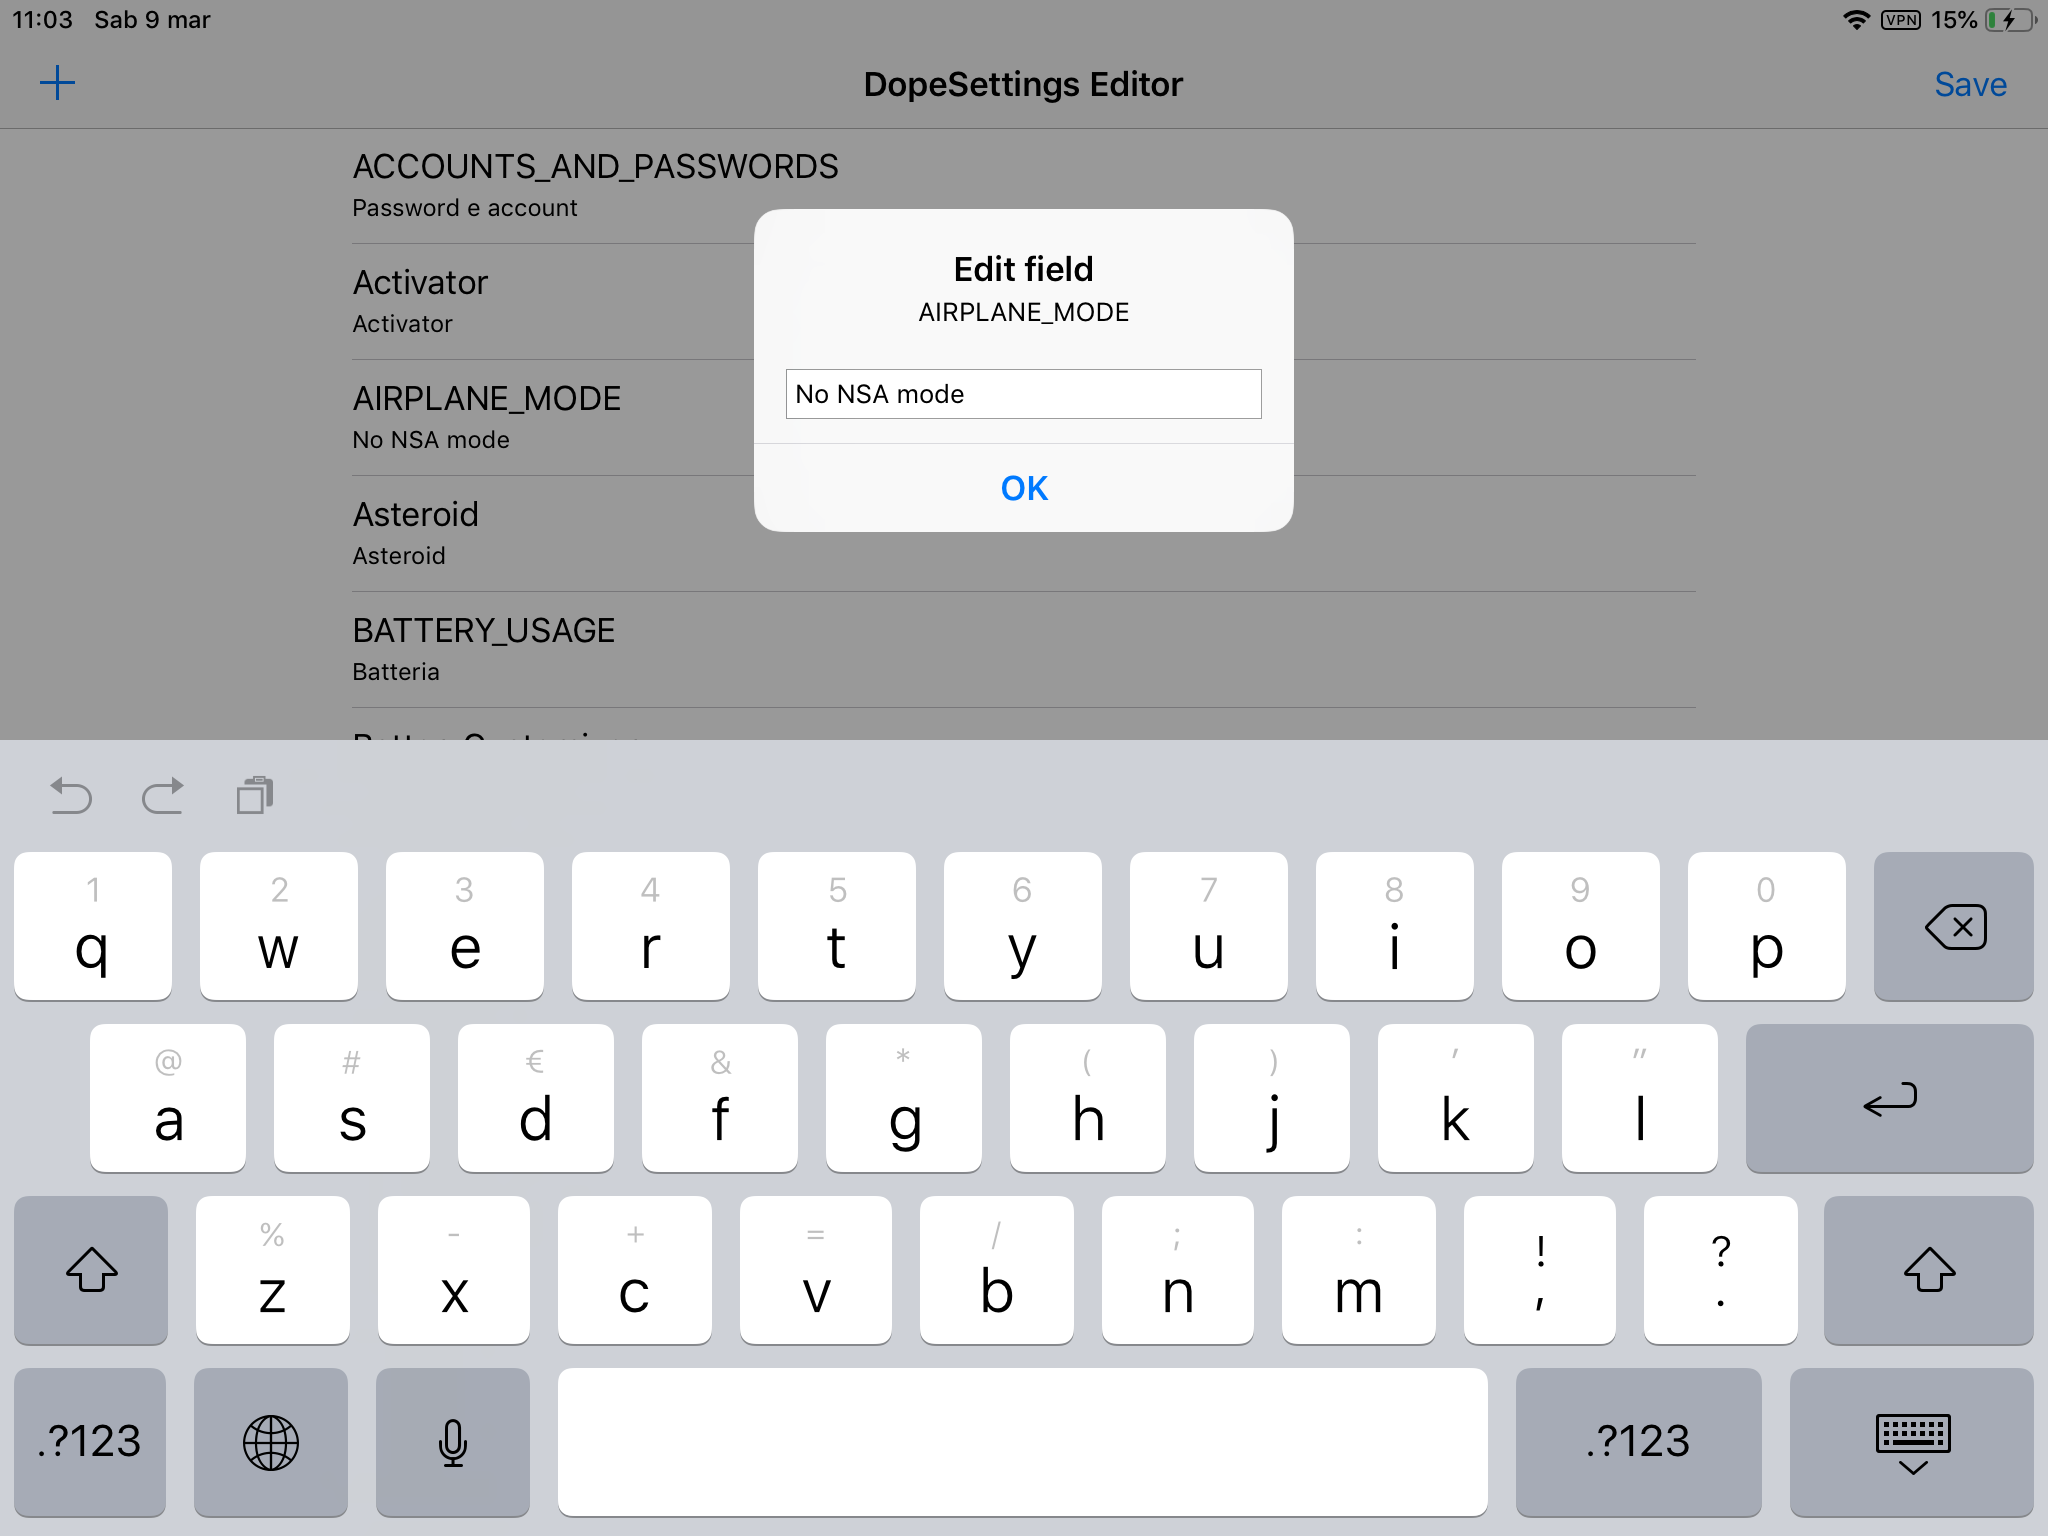 11:03 Sab 9 mar
VPN 15%
DopeSettings Editor
Save
ACCOUNTS_AND_PASSWORDS
Password e account
Activator
Activator
AIRPLANE_MODE
No NSA mode
Asteroid
Asteroid
BATTERY_USAGE
Batteria
Edit field
AIRPLANE_MODE
No NSA mode
OK
1 2 3 4 5 6 7 8 9 0
q w e r t y u i o p
@ # € & * ( ) ' "
a s d f g h j k l
% - + = / ; : ! ?
z x c v b n m , .
.?123 .?123